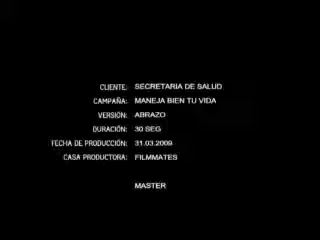 CLIENTE: SECRETARIA DE SALUD
CAMPAÑA: MANEJA BIEN TU VIDA
VERSIÓN: ABRAZO
DURACIÓN: 30 SEG
FECHA DE PRODUCCIÓN: 31.03.2009
CASA PRODUCTORA: FILMMATES
MASTER